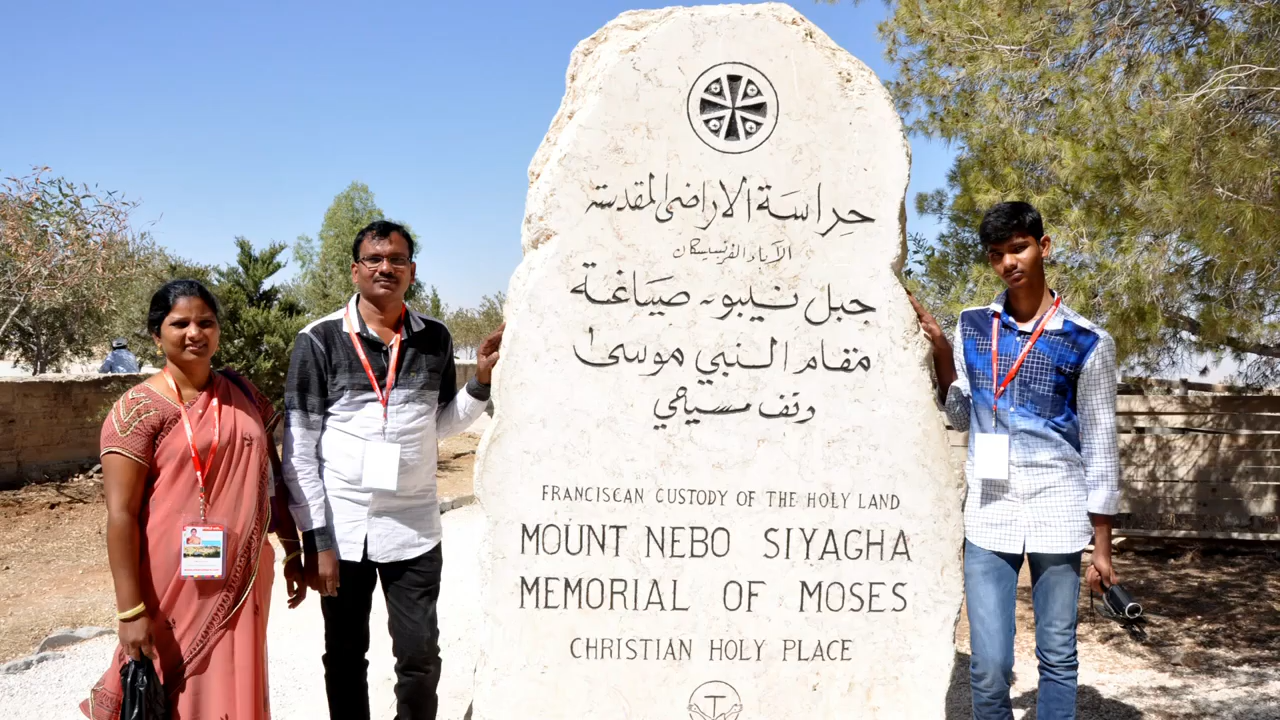 حراسة الاراضي المقدسة
الآباء الفرنسيسكان
جبل نيبو - صياغة
مقام النبي موسى
وقف مسيحي
FRANCISCAN CUSTODY OF THE HOLY LAND
MOUNT NEBO SIYAGHA
MEMORIAL OF MOSES
CHRISTIAN HOLY PLACE